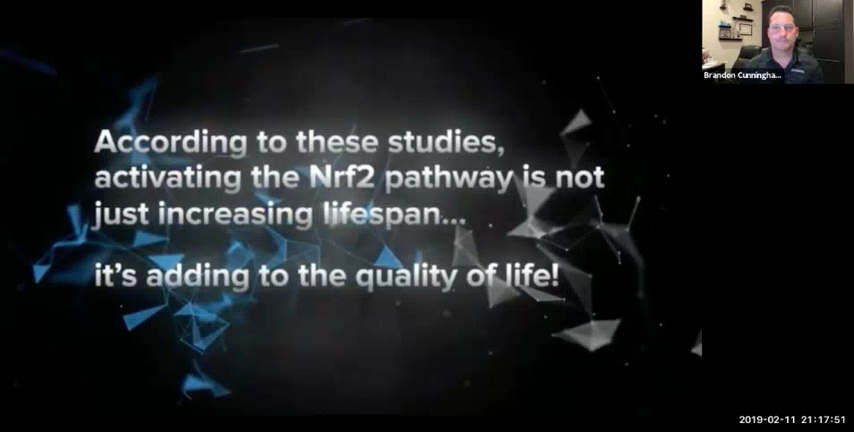 According to these studies,
activating the Nrf2 pathway is not
just increasing lifespan...
it's adding to the quality of life!
Brandon Cunningha...
2019-02-11 21:17:51